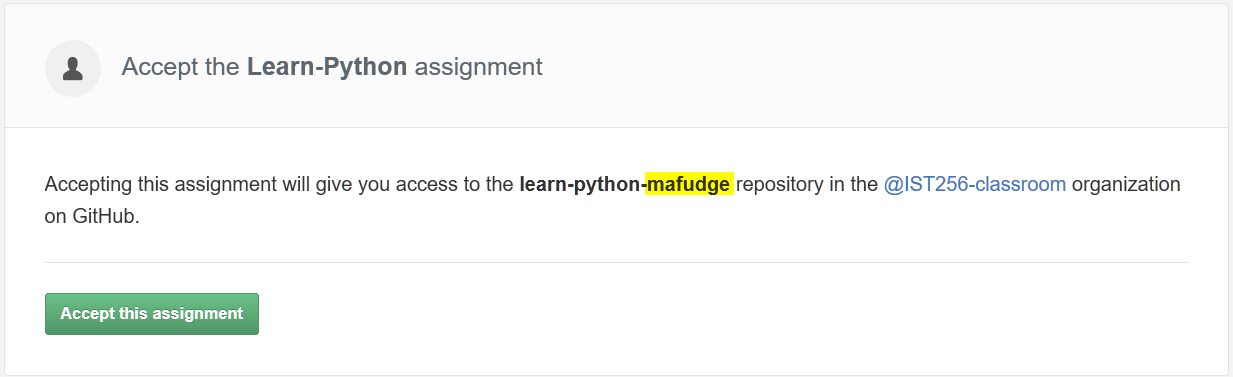 Accept the Learn-Python assignment
Accepting this assignment will give you access to the learn-python-mafudge repository in the @IST256-classroom organization
on GitHub.
Accept this assignment